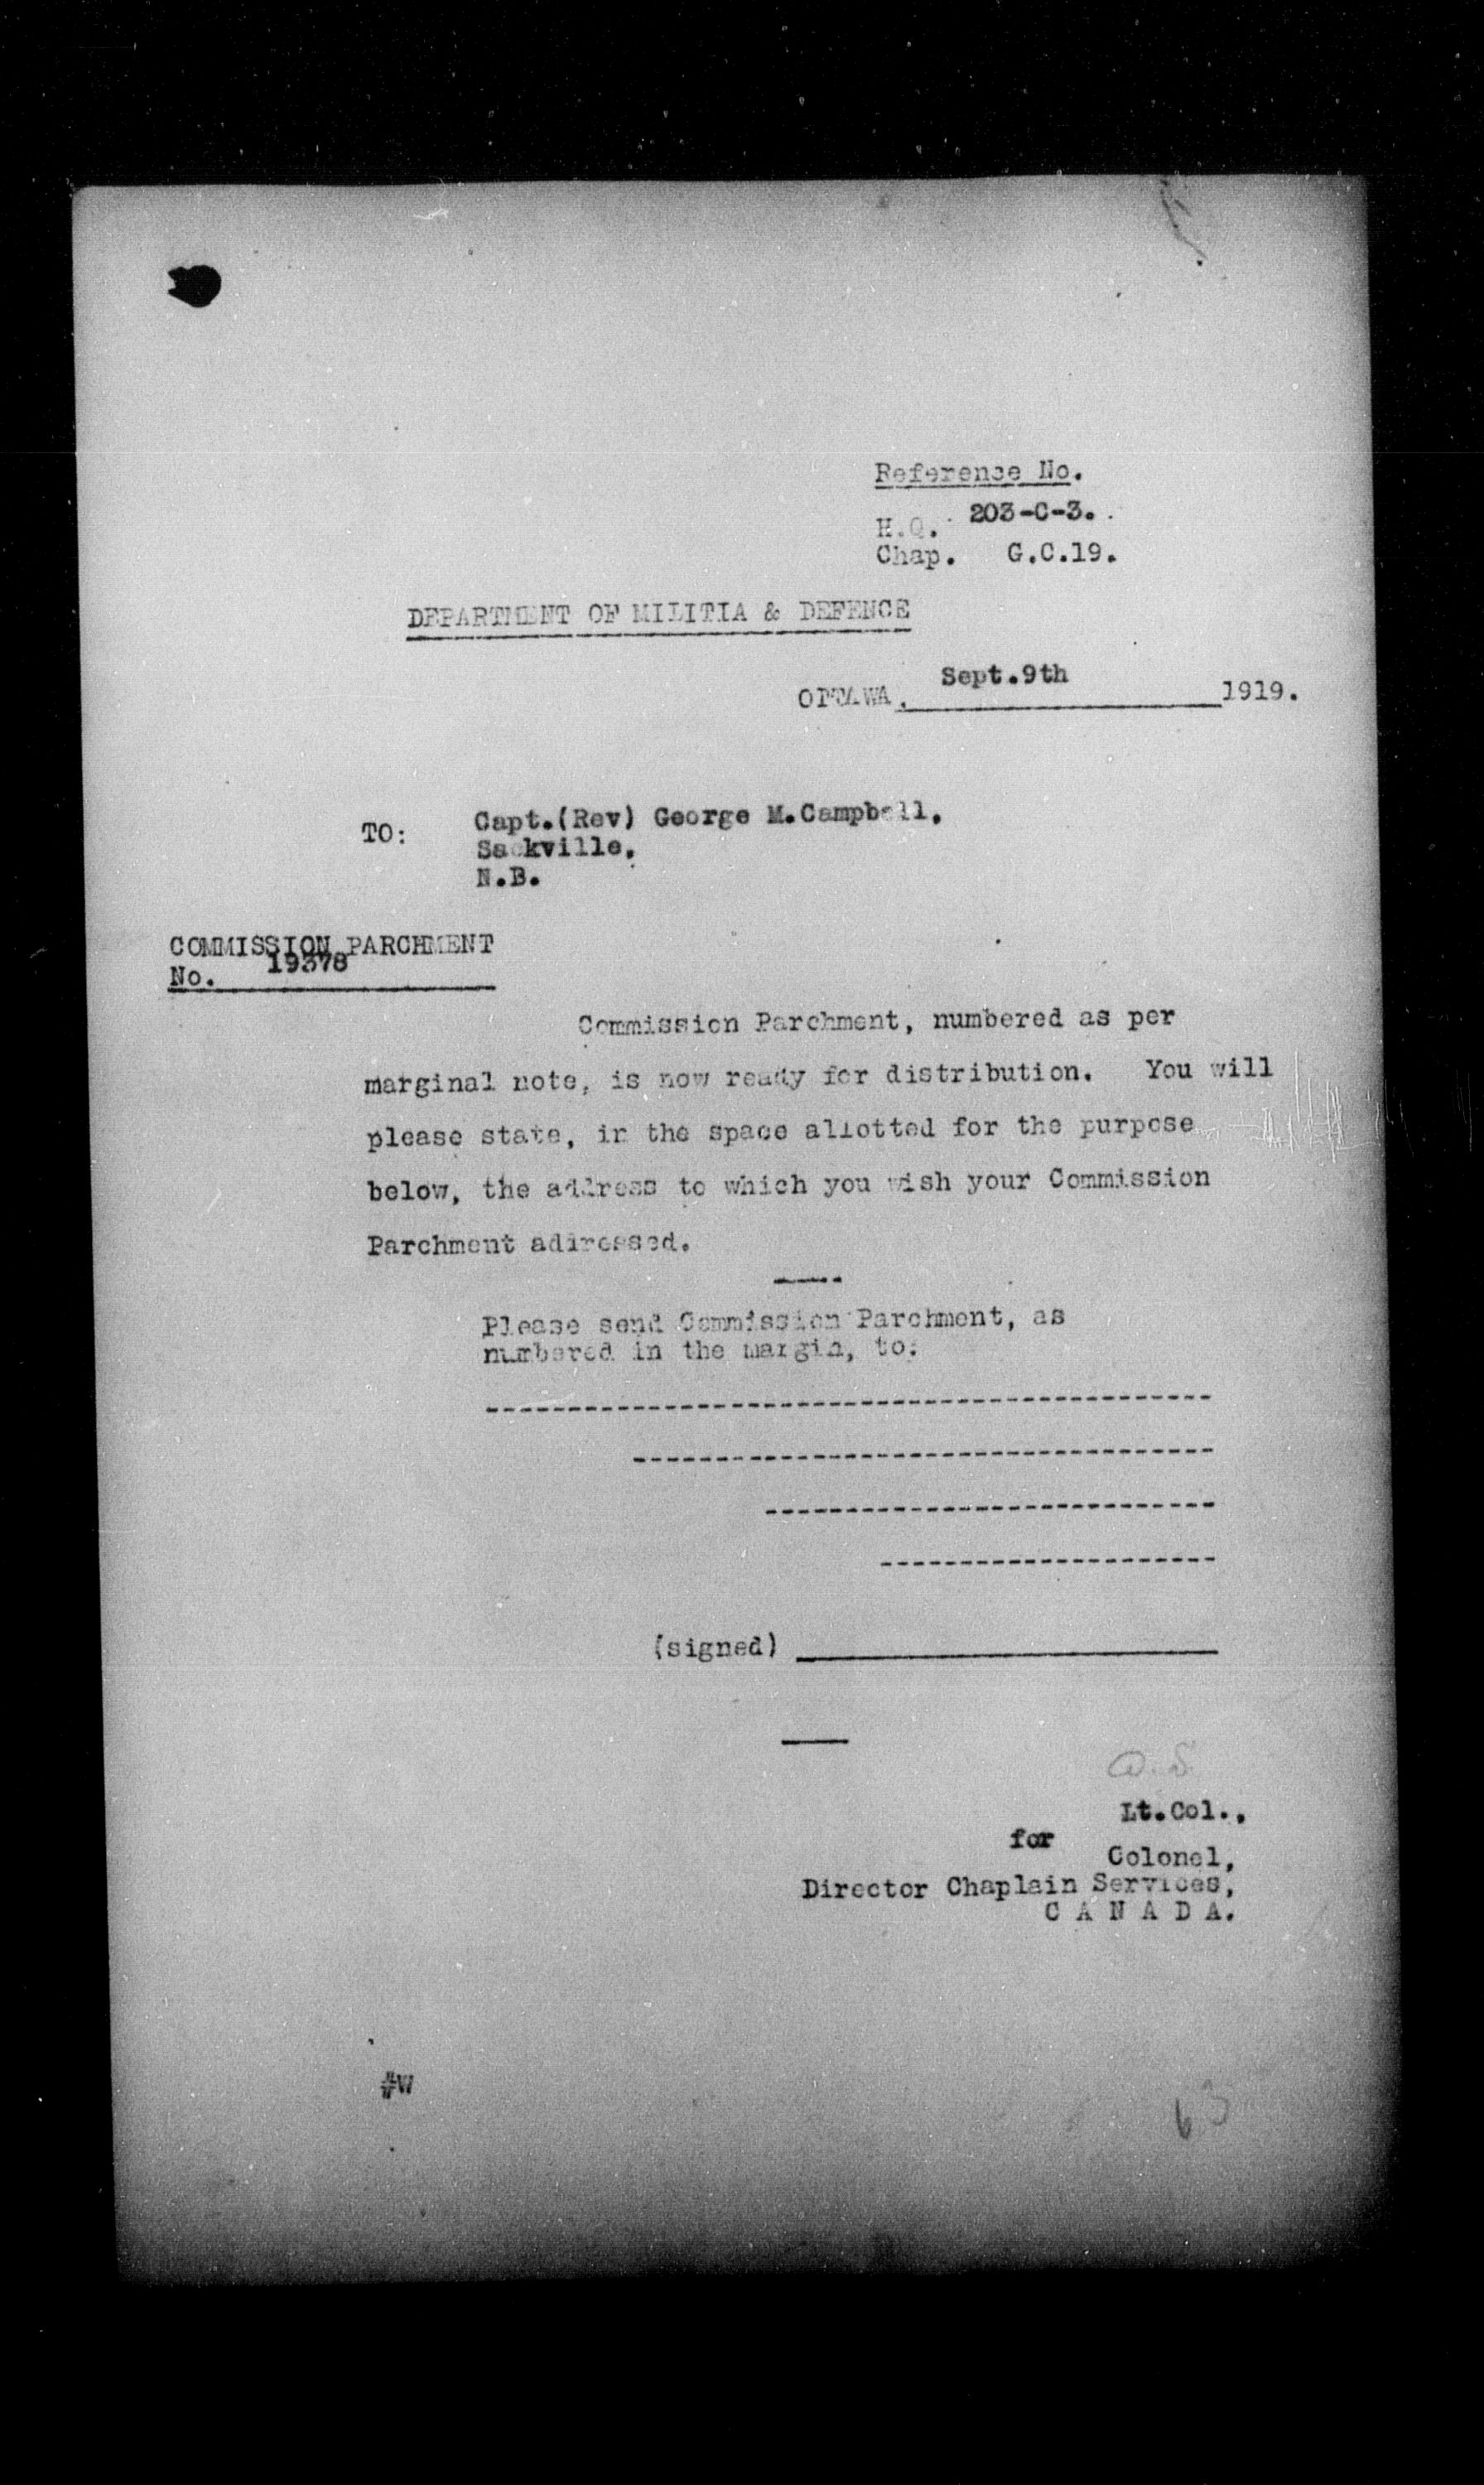 Reference No.
H.Q. 203-C-3.
Chap. G.C.19.
DEPARTMENT OF MILITIA & DEFENCE
OTTAWA, Sept.9th 1919.
TO: Capt.(Rev) George M.Campbell,
Sackville,
N.B.
COMMISSION PARCHMENT
No. 19378
Commission Parchment, numbered as per
marginal note, is now ready for distribution. You will
please state, in the space allotted for the purpose
below, the address to which you wish your Commission
Parchment addressed.
Please send Commission Parchment, as
numbered in the margin, to:
(signed)
Lt.Col.,
for
Colonel,
Director Chaplain Services,
C A N A D A.
#W
63